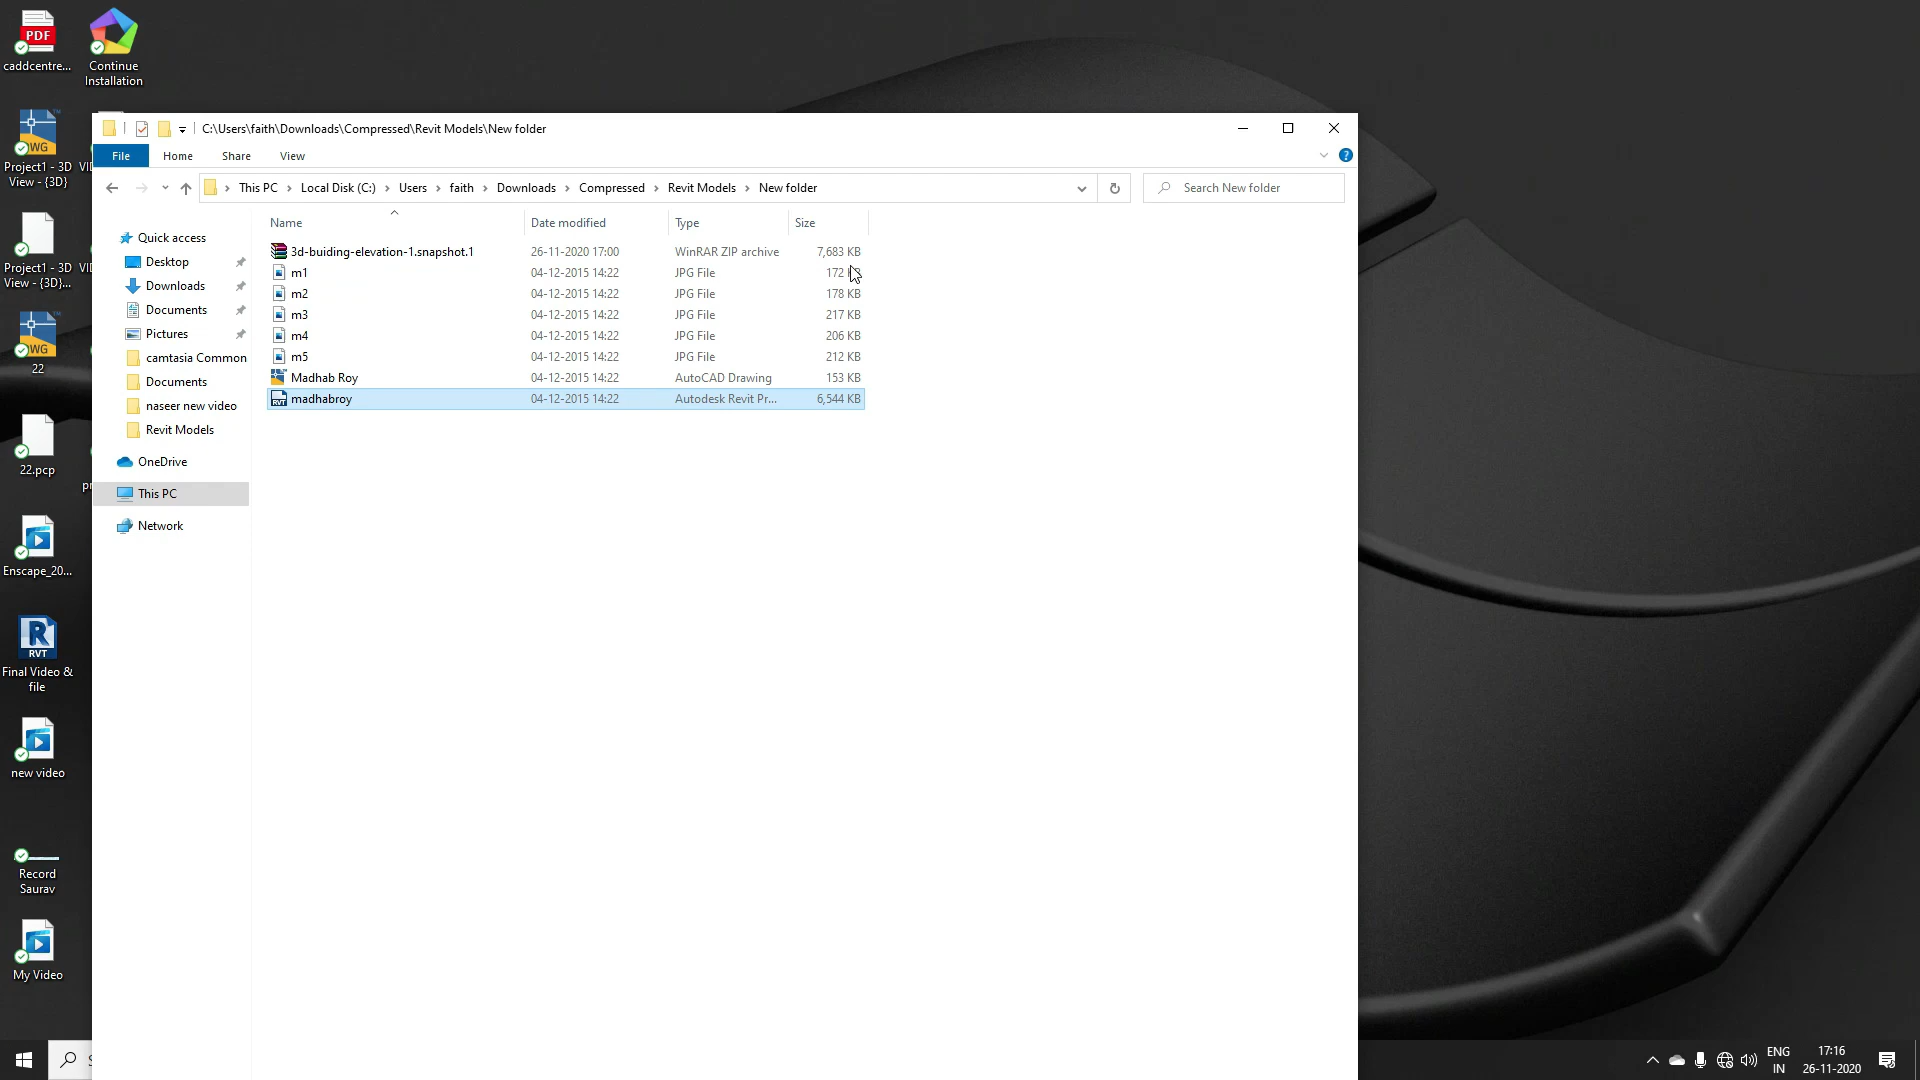 PDF
caddcentre...
Continue
Installation
Project1 - 3D
View - {3D}
Project1 - 3D
View - {3D}...
22
22.pcp
Enscape_20...
RVT
Final Video &
file
new video
Record
Saurav
My Video
C:\Users\faith\Downloads\Compressed\Revit Models\New folder
File Home Share View
This PC Local Disk (C:) Users faith Downloads Compressed Revit Models New folder
Search New folder
Quick access
Desktop
Downloads
Documents
Pictures
camtasia Common
Documents
naseer new video
Revit Models
OneDrive
This PC
Network
Name Date modified Type Size
3d-buiding-elevation-1.snapshot.1 26-11-2020 17:00 WinRAR ZIP archive 7,683 KB
m1 04-12-2015 14:22 JPG File 172
m2 04-12-2015 14:22 JPG File 178 KB
m3 04-12-2015 14:22 JPG File 217 KB
m4 04-12-2015 14:22 JPG File 206 KB
m5 04-12-2015 14:22 JPG File 212 KB
Madhab Roy 04-12-2015 14:22 AutoCAD Drawing 153 KB
madhabroy 04-12-2015 14:22 Autodesk Revit Pr... 6,544 KB
ENG
IN
17:16
26-11-2020